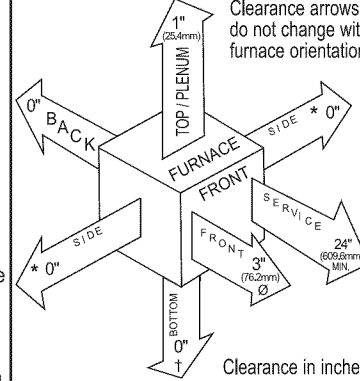 Clearance arrows
do not change with
furnace orientation
1"
(25.4mm)
TOP / PLENUM
0"
BACK
SIDE
* 0"
FURNACE
FRONT
SERVICE
24"
(609.6mm)
MIN.
FRONT
3"
(76.2mm)
Ø
SIDE
* 0"
BOTTOM
0"
†
Clearance in inches